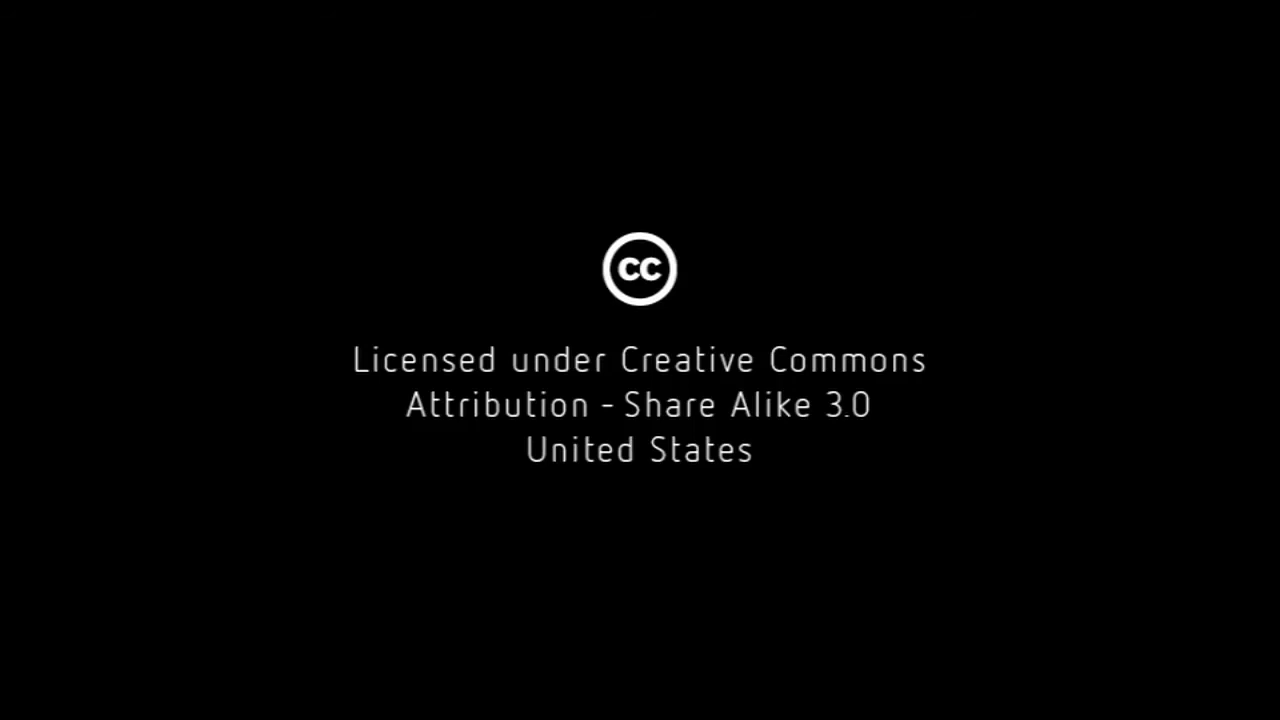 cc
Licensed under Creative Commons
Attribution - Share Alike 3.0
United States